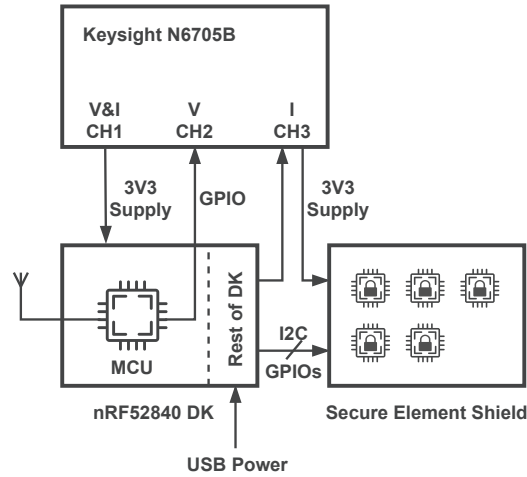 Keysight N6705B
V&I
CH1
V
CH2
I
CH3
3V3
Supply
GPIO
3V3
Supply
Rest of DK
MCU
I2C
GPIOs
nRF52840 DK
Secure Element Shield
USB Power